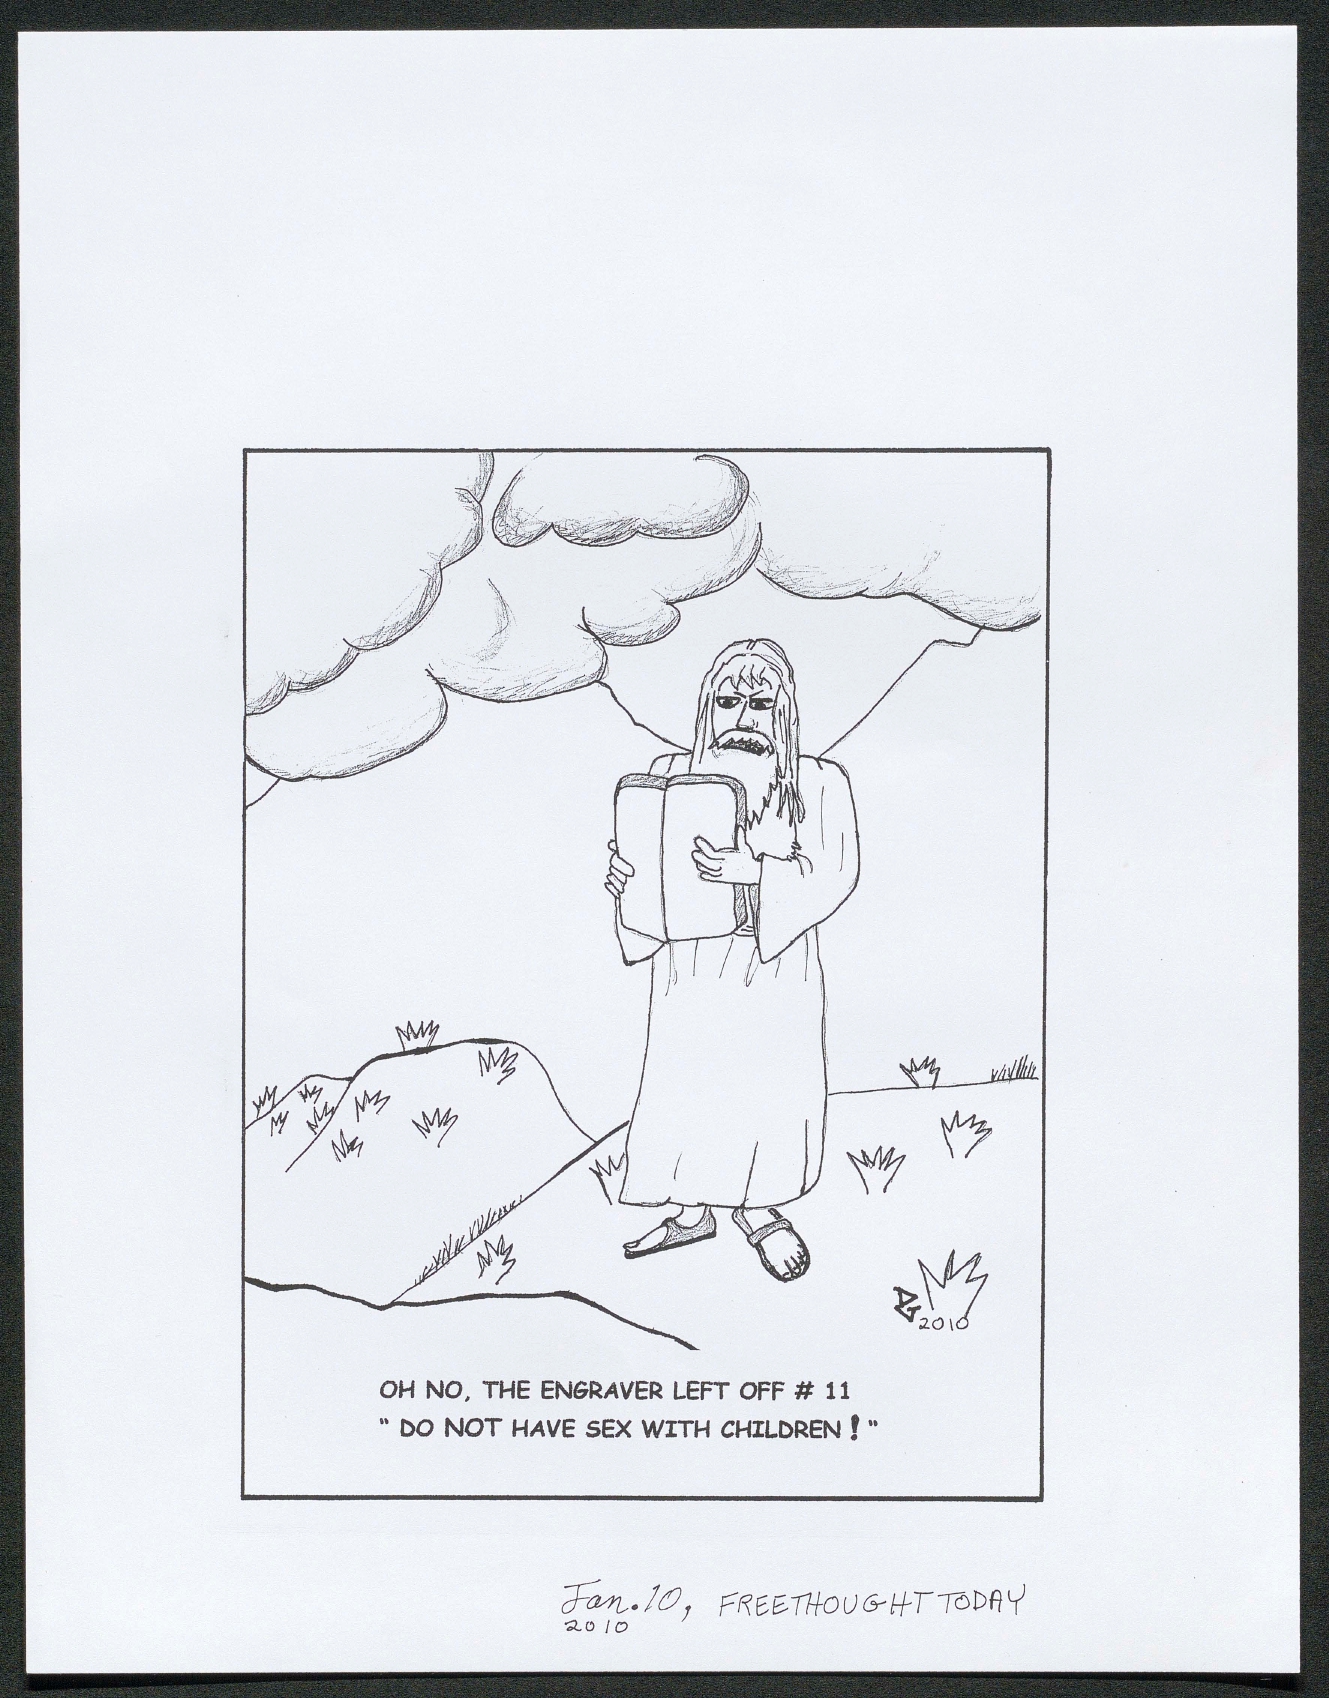 DG
2010
OH NO, THE ENGRAVER LEFT OFF # 11
" DO NOT HAVE SEX WITH CHILDREN ! "
Jan. 10, FREETHOUGHT TODAY
2010